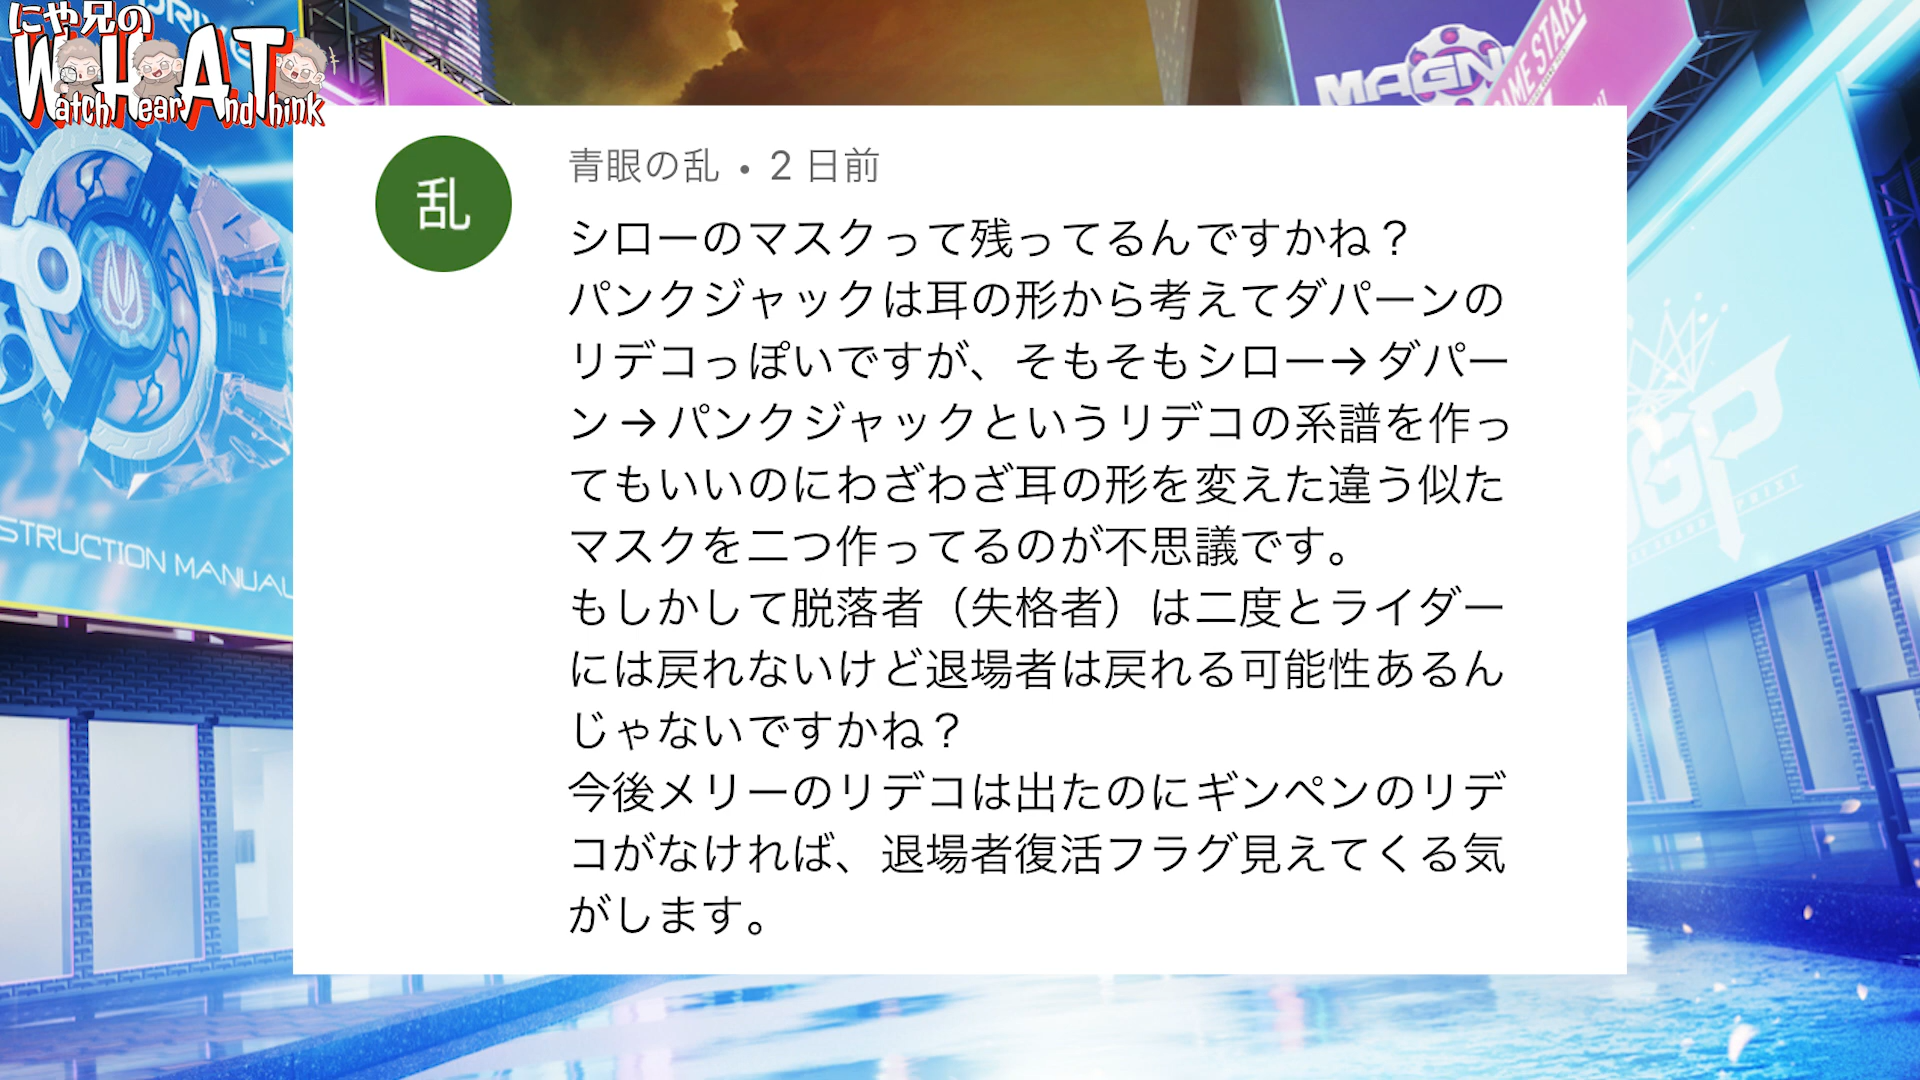 にや兄の
WHAT
Watch Hear And Think
MAGN
GAME START
STRUCTION MANUAL
GP
乱
青眼の乱 • 2 日前
シローのマスクって残ってるんですかね？
パンクジャックは耳の形から考えてダパーンの
リデコっぽいですが、そもそもシロー→ダパー
ン→パンクジャックというリデコの系譜を作っ
てもいいのにわざわざ耳の形を変えた違う似た
マスクを二つ作ってるのが不思議です。
もしかして脱落者（失格者）は二度とライダー
には戻れないけど退場者は戻れる可能性あるん
じゃないですかね？
今後メリーのリデコは出たのにギンペンのリデ
コがなければ、退場者復活フラグ見えてくる気
がします。